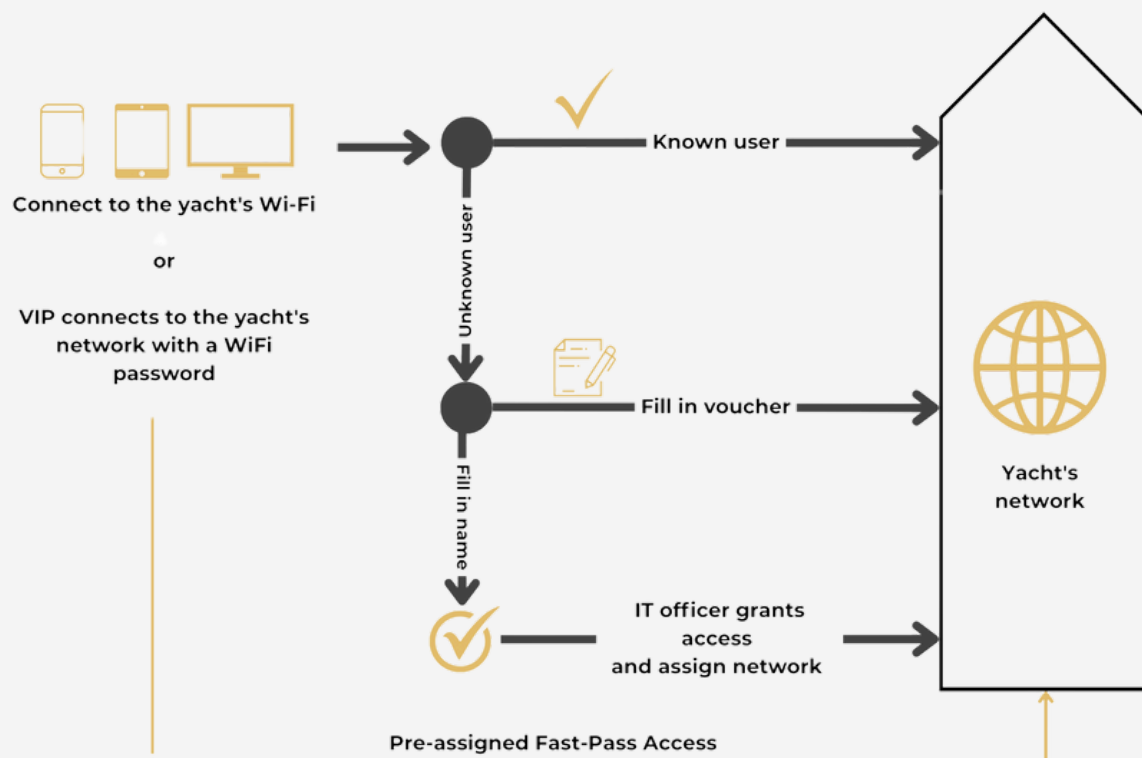 Known user
Connect to the yacht's Wi-Fi
or
VIP connects to the yacht's
network with a WiFi
password
Unknown user
Fill in voucher
Fill in name
Yacht's
network
IT officer grants
access
and assign network
Pre-assigned Fast-Pass Access